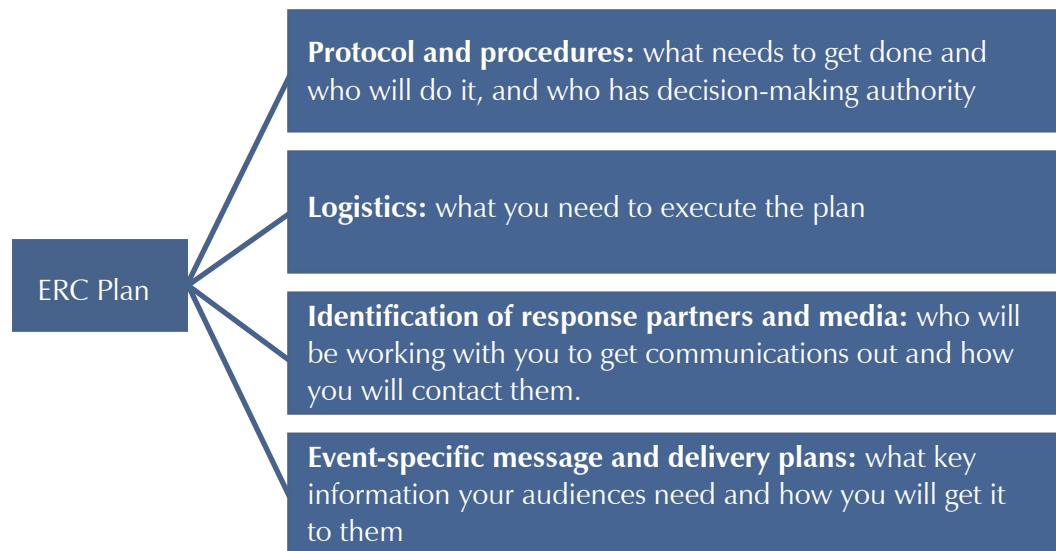 Protocol and procedures: what needs to get done and
who will do it, and who has decision-making authority
Logistics: what you need to execute the plan
ERC Plan
Identification of response partners and media: who will
be working with you to get communications out and how
you will contact them.
Event-specific message and delivery plans: what key
information your audiences need and how you will get it
to them